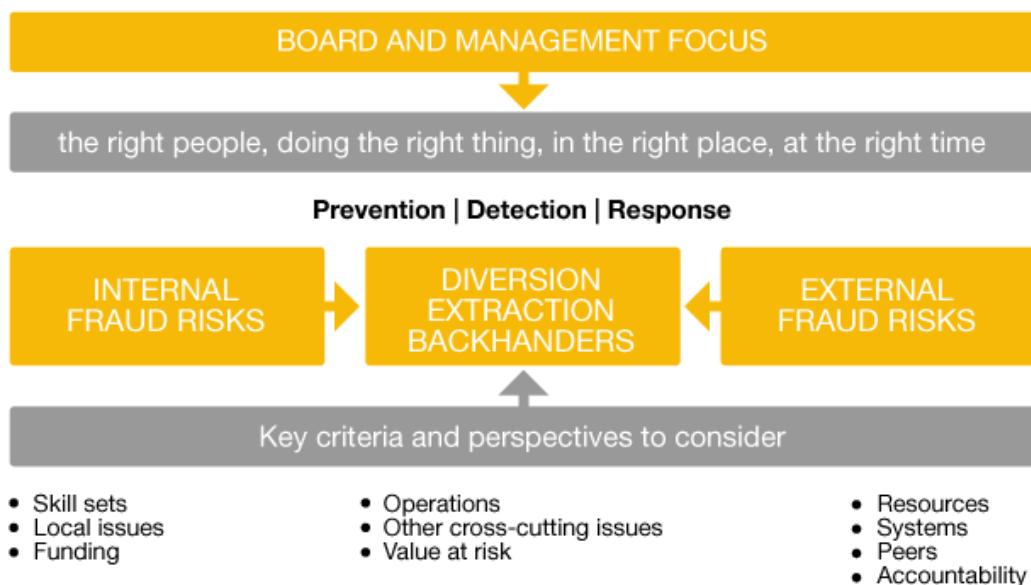 BOARD AND MANAGEMENT FOCUS
the right people, doing the right thing, in the right place, at the right time
Prevention | Detection | Response
INTERNAL
FRAUD RISKS
DIVERSION
EXTRACTION
BACKHANDERS
EXTERNAL
FRAUD RISKS
Key criteria and perspectives to consider
• Skill sets
• Local issues
• Funding
• Operations
• Other cross-cutting issues
• Value at risk
• Resources
• Systems
• Peers
• Accountability